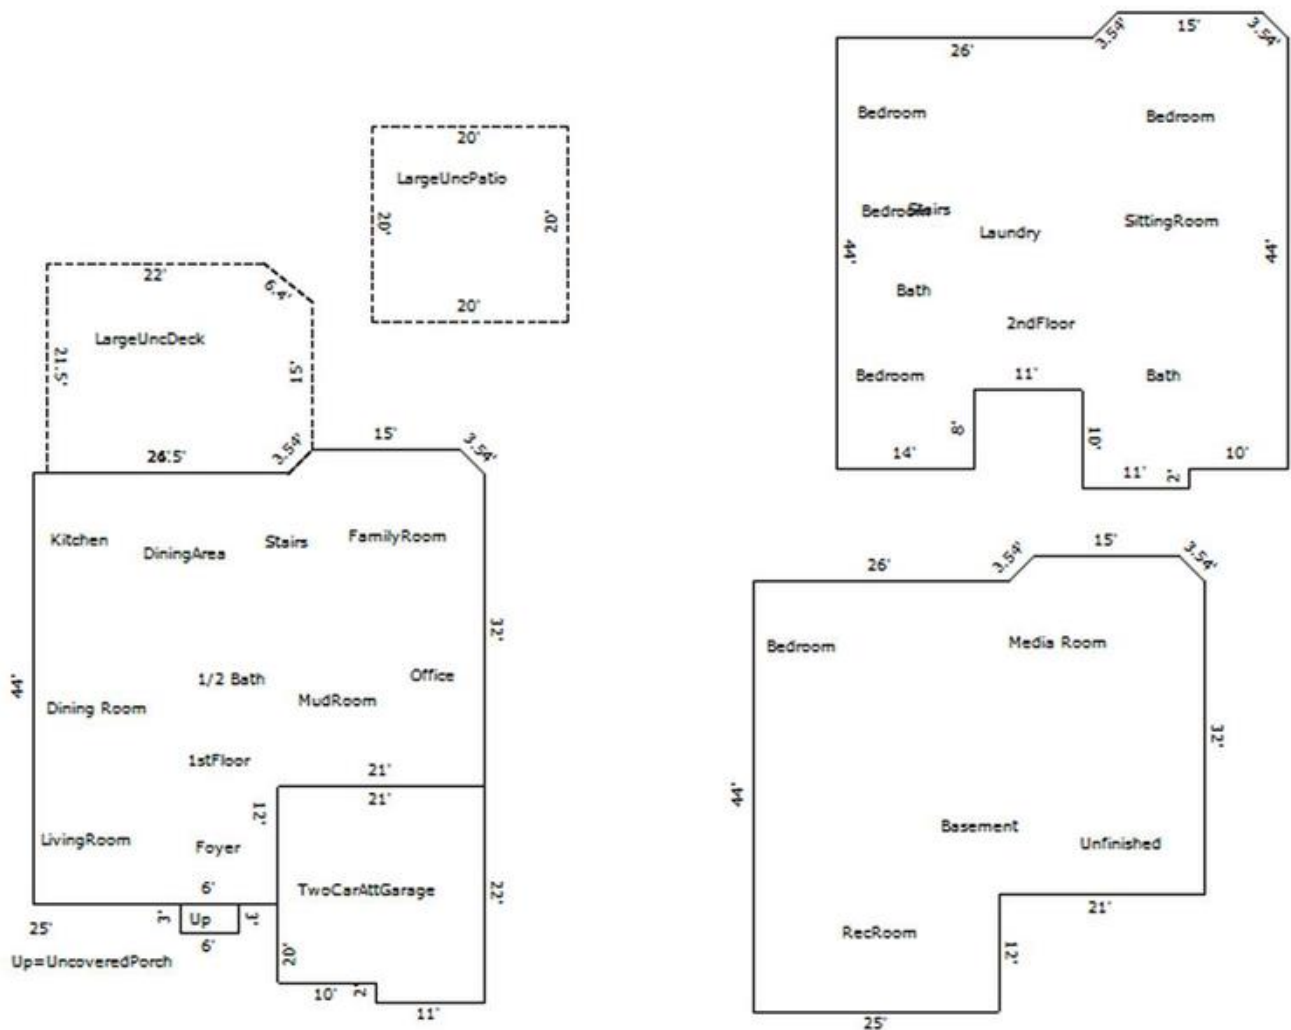 15'
3.54'
3.54'
26'
Bedroom
Bedroom
20'
LargeUncPatio
20'
20'
20'
Bedroom
Stairs
Laundry
SittingRoom
44'
44'
22'
6.4'
LargeUncDeck
21.5'
15'
Bath
2ndFloor
11'
Bedroom
Bath
8'
10'
14'
11'
2'
10'
15'
3.54'
3.54'
Kitchen
DiningArea
Stairs
FamilyRoom
32'
44'
1/2 Bath
Office
Dining Room
MudRoom
1stFloor
21'
21'
12'
LivingRoom
Foyer
TwoCarAttGarage
22'
6'
3'
Up
3'
6'
25'
Up=UncoveredPorch
20'
10'
2'
11'
15'
3.54'
3.54'
26'
Bedroom
Media Room
32'
44'
Basement
Unfinished
21'
RecRoom
12'
25'